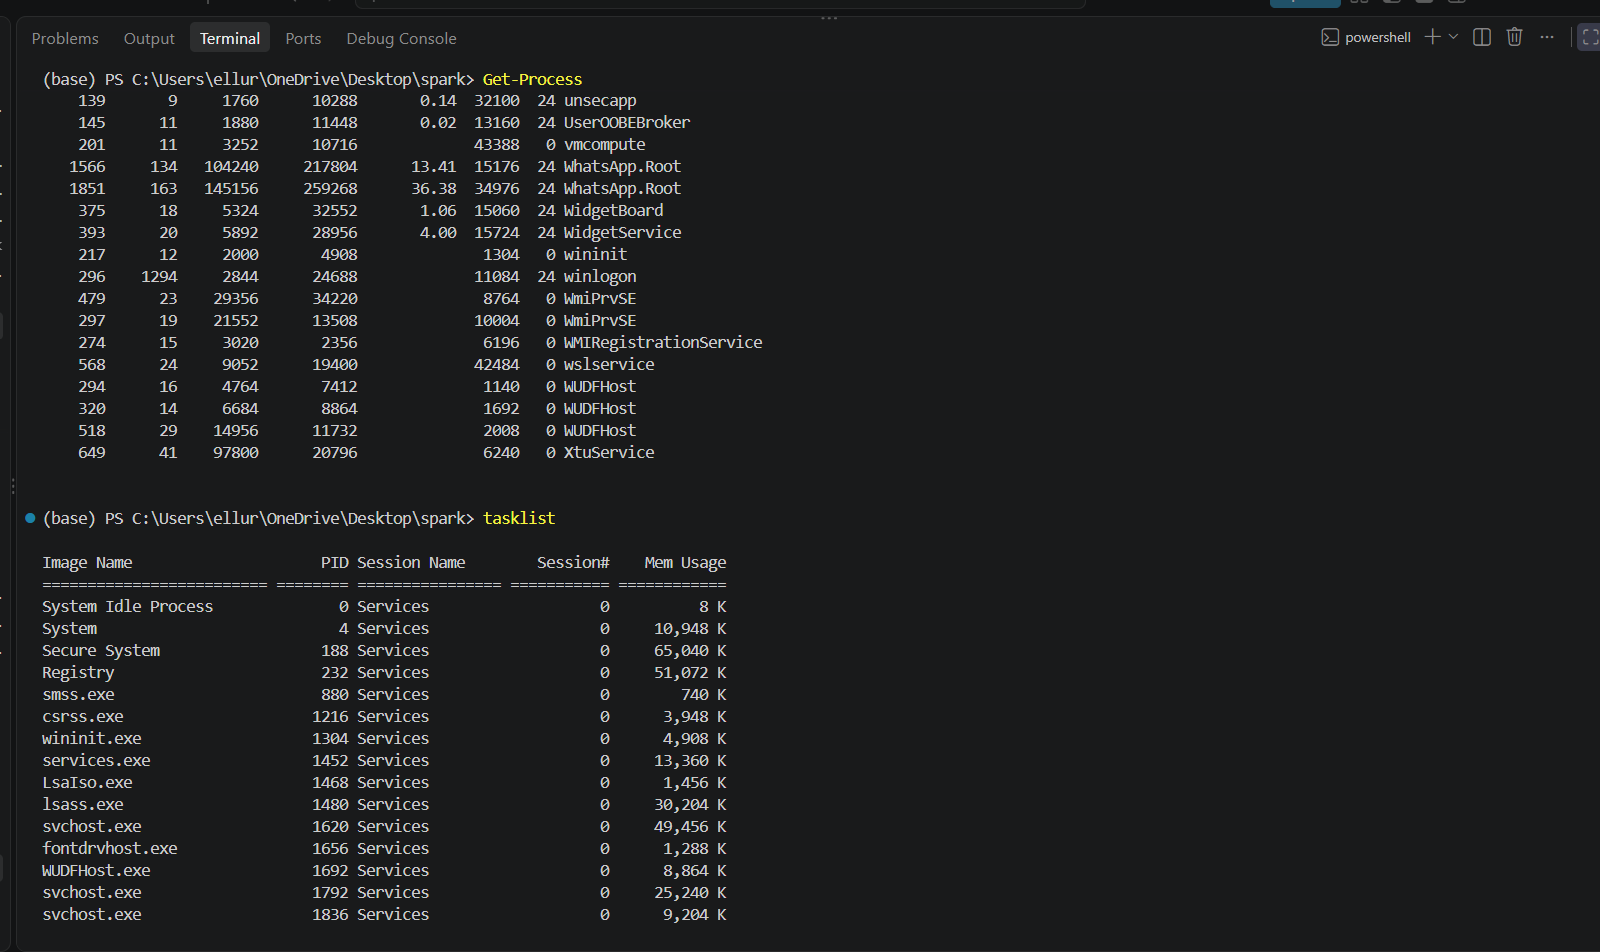 Problems Output Terminal Ports Debug Console powershell
(base) PS C:\Users\ellur\OneDrive\Desktop\spark> Get-Process
139 9 1760 10288 0.14 32100 24 unsecapp
145 11 1880 11448 0.02 13160 24 UserOOBEBroker
201 11 3252 10716 43388 0 vmcompute
1566 134 104240 217804 13.41 15176 24 WhatsApp.Root
1851 163 145156 259268 36.38 34976 24 WhatsApp.Root
375 18 5324 32552 1.06 15060 24 WidgetBoard
393 20 5892 28956 4.00 15724 24 WidgetService
217 12 2000 4908 1304 0 wininit
296 1294 2844 24688 11084 24 winlogon
479 23 29356 34220 8764 0 WmiPrvSE
297 19 21552 13508 10004 0 WmiPrvSE
274 15 3020 2356 6196 0 WMIRegistrationService
568 24 9052 19400 42484 0 wslservice
294 16 4764 7412 1140 0 WUDFHost
320 14 6684 8864 1692 0 WUDFHost
518 29 14956 11732 2008 0 WUDFHost
649 41 97800 20796 6240 0 XtuService
(base) PS C:\Users\ellur\OneDrive\Desktop\spark> tasklist
Image Name PID Session Name Session# Mem Usage
========================= ======== ================ =========== ============
System Idle Process 0 Services 0 8 K
System 4 Services 0 10,948 K
Secure System 188 Services 0 65,040 K
Registry 232 Services 0 51,072 K
smss.exe 880 Services 0 740 K
csrss.exe 1216 Services 0 3,948 K
wininit.exe 1304 Services 0 4,908 K
services.exe 1452 Services 0 13,360 K
LsaIso.exe 1468 Services 0 1,456 K
lsass.exe 1480 Services 0 30,204 K
svchost.exe 1620 Services 0 49,456 K
fontdrvhost.exe 1656 Services 0 1,288 K
WUDFHost.exe 1692 Services 0 8,864 K
svchost.exe 1792 Services 0 25,240 K
svchost.exe 1836 Services 0 9,204 K